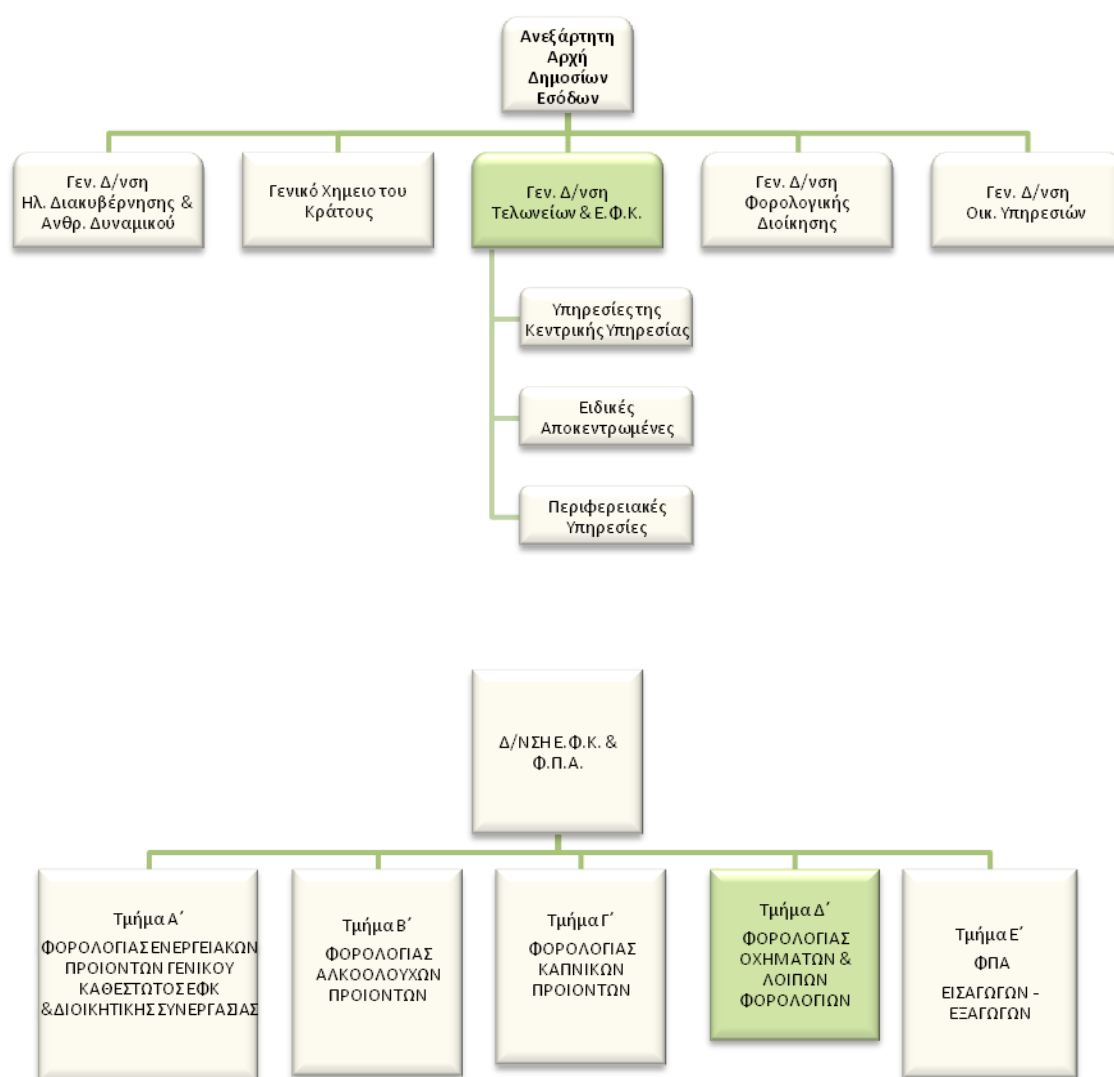 Ανεξάρτητη
Αρχή
Δημοσίων
Εσόδων
Γεν. Δ/νση
Ηλ. Διακυβέρνησης &
Ανθρ. Δυναμικού
Γενικό Χημειο του
Κράτους
Γεν. Δ/νση
Τελωνείων & Ε.Φ.Κ.
Γεν. Δ/νση
Φορολογικής
Διοίκησης
Γεν. Δ/νση
Οικ. Υπηρεσιών
Υπηρεσίες της
Κεντρικής Υπηρεσίας
Ειδικές
Αποκεντρωμένες
Περιφερειακές
Υπηρεσίες
Δ/ΝΣΗ Ε.Φ.Κ. &
Φ.Π.Α.
Τμήμα Α΄
ΦΟΡΟΛΟΓΙΑΣ ΕΝΕΡΓΕΙΑΚΩΝ
ΠΡΟΙΟΝΤΩΝ ΓΕΝΙΚΟΥ
ΚΑΘΕΣΤΩΤΟΣ ΕΦΚ
&ΔΙΟΙΚΗΤΙΚΗΣ ΣΥΝΕΡΓΑΣΙΑΣ
Τμήμα Β΄
ΦΟΡΟΛΟΓΙΑΣ
ΑΛΚΟΟΛΟΥΧΩΝ
ΠΡΟΙΟΝΤΩΝ
Τμήμα Γ΄
ΦΟΡΟΛΟΓΙΑΣ
ΚΑΠΝΙΚΩΝ
ΠΡΟΙΟΝΤΩΝ
Τμήμα Δ΄
ΦΟΡΟΛΟΓΙΑΣ
ΟΧΗΜΑΤΩΝ &
ΛΟΙΠΩΝ
ΦΟΡΟΛΟΓΙΩΝ
Τμήμα Ε΄
ΦΠΑ
ΕΙΣΑΓΩΓΩΝ –
ΕΞΑΓΩΓΩΝ